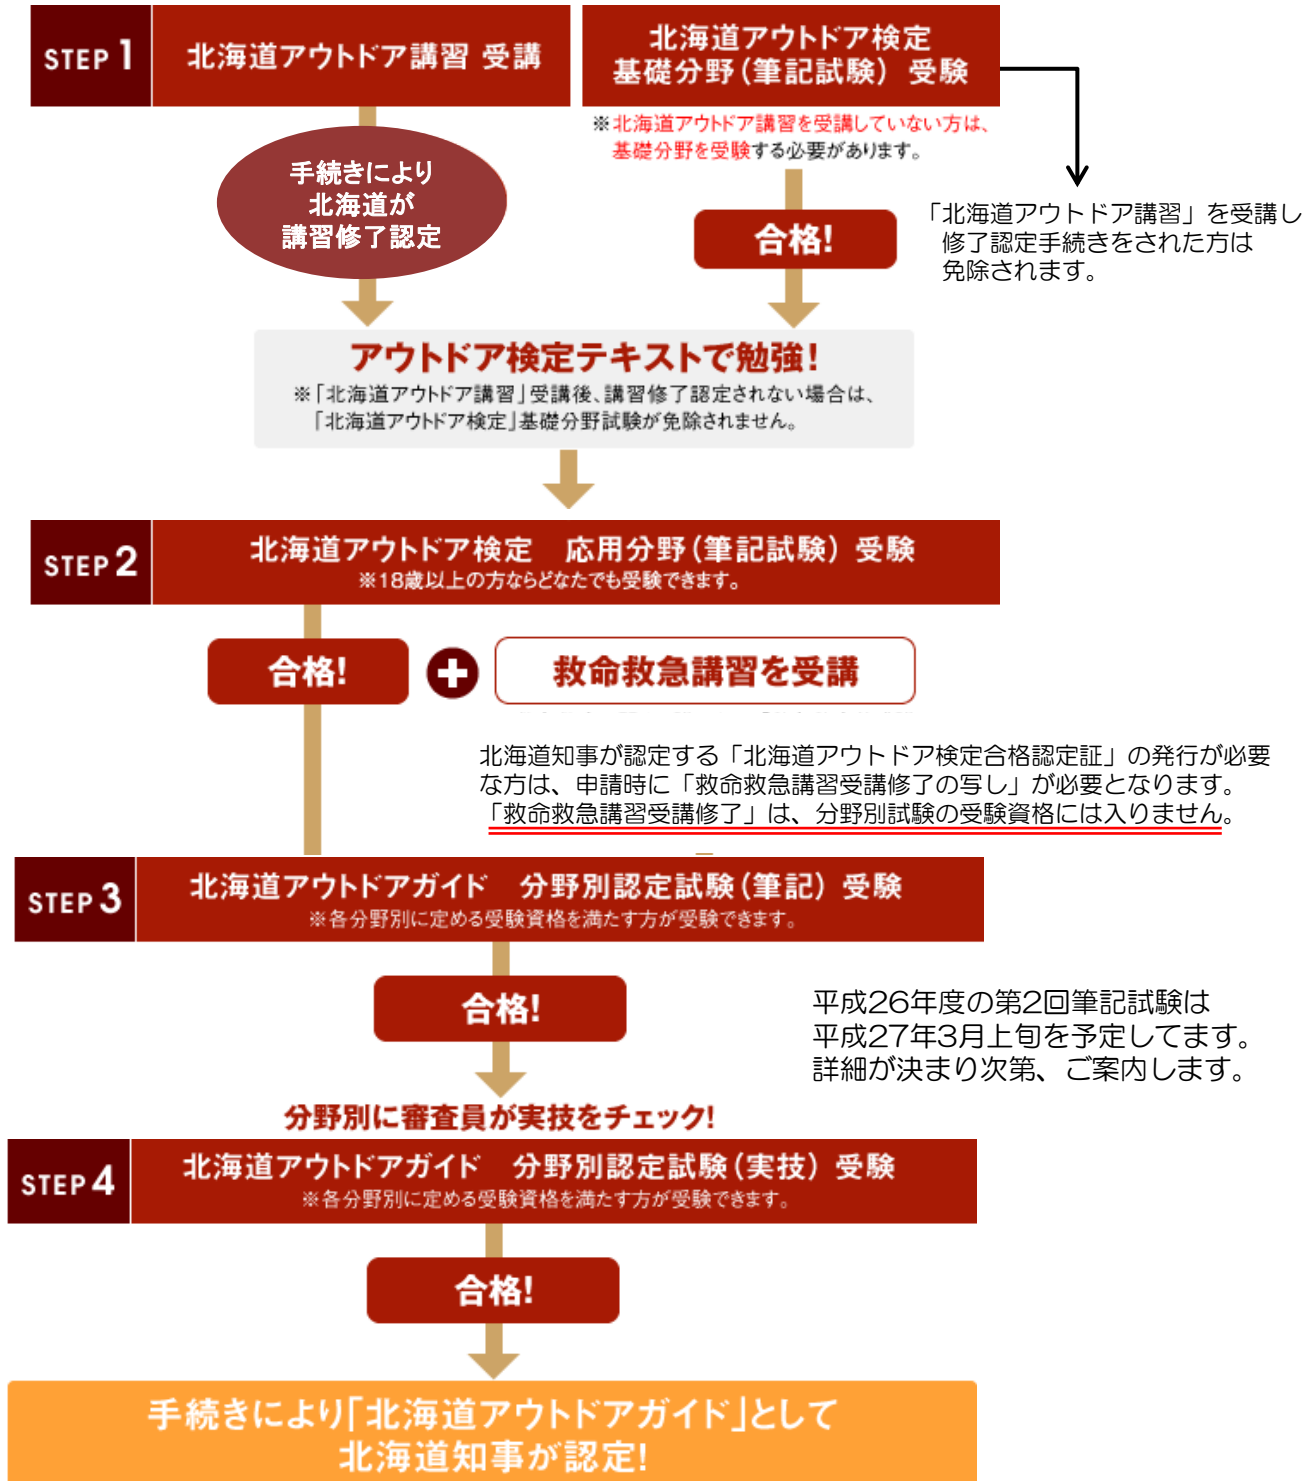 STEP 1
北海道アウトドア講習 受講
北海道アウトドア検定
基礎分野(筆記試験) 受験
※北海道アウトドア講習を受講していない方は、
基礎分野を受験する必要があります。
手続きにより
北海道が
講習修了認定
合格!
「北海道アウトドア講習」を受講し
修了認定手続きをされた方は
免除されます。
アウトドア検定テキストで勉強!
※「北海道アウトドア講習」受講後、講習修了認定されない場合は、
「北海道アウトドア検定」基礎分野試験が免除されません。
STEP 2
北海道アウトドア検定 応用分野(筆記試験) 受験
※18歳以上の方ならどなたでも受験できます。
合格!
救命救急講習を受講
北海道知事が認定する「北海道アウトドア検定合格認定証」の発行が必要
な方は、申請時に「救命救急講習受講修了の写し」が必要となります。
「救命救急講習受講修了」は、分野別試験の受験資格には入りません。
STEP 3
北海道アウトドアガイド 分野別認定試験(筆記) 受験
※各分野別に定める受験資格を満たす方が受験できます。
合格!
平成26年度の第2回筆記試験は
平成27年3月上旬を予定してます。
詳細が決まり次第、ご案内します。
分野別に審査員が実技をチェック!
STEP 4
北海道アウトドアガイド 分野別認定試験(実技) 受験
※各分野別に定める受験資格を満たす方が受験できます。
合格!
手続きにより「北海道アウトドアガイド」として
北海道知事が認定!